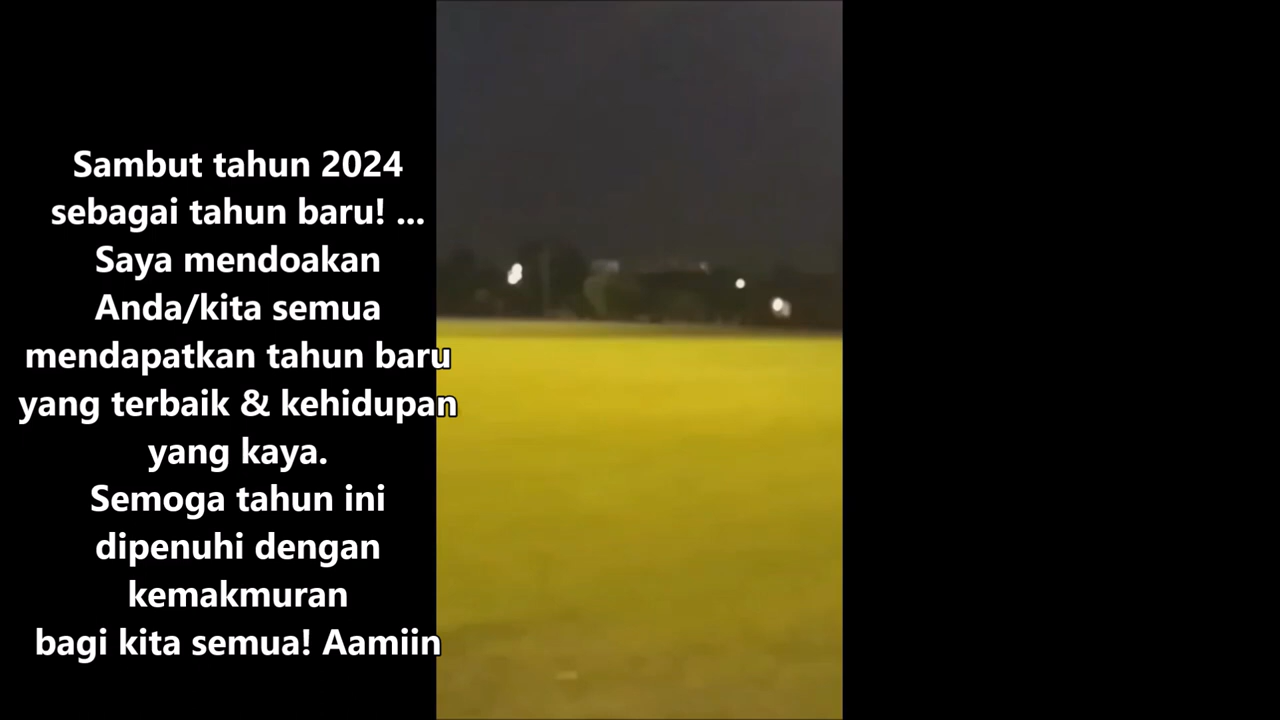 Sambut tahun 2024
sebagai tahun baru! ...
Saya mendoakan
Anda/kita semua
mendapatkan tahun baru
yang terbaik & kehidupan
yang kaya.
Semoga tahun ini
dipenuhi dengan
kemakmuran
bagi kita semua! Aamiin